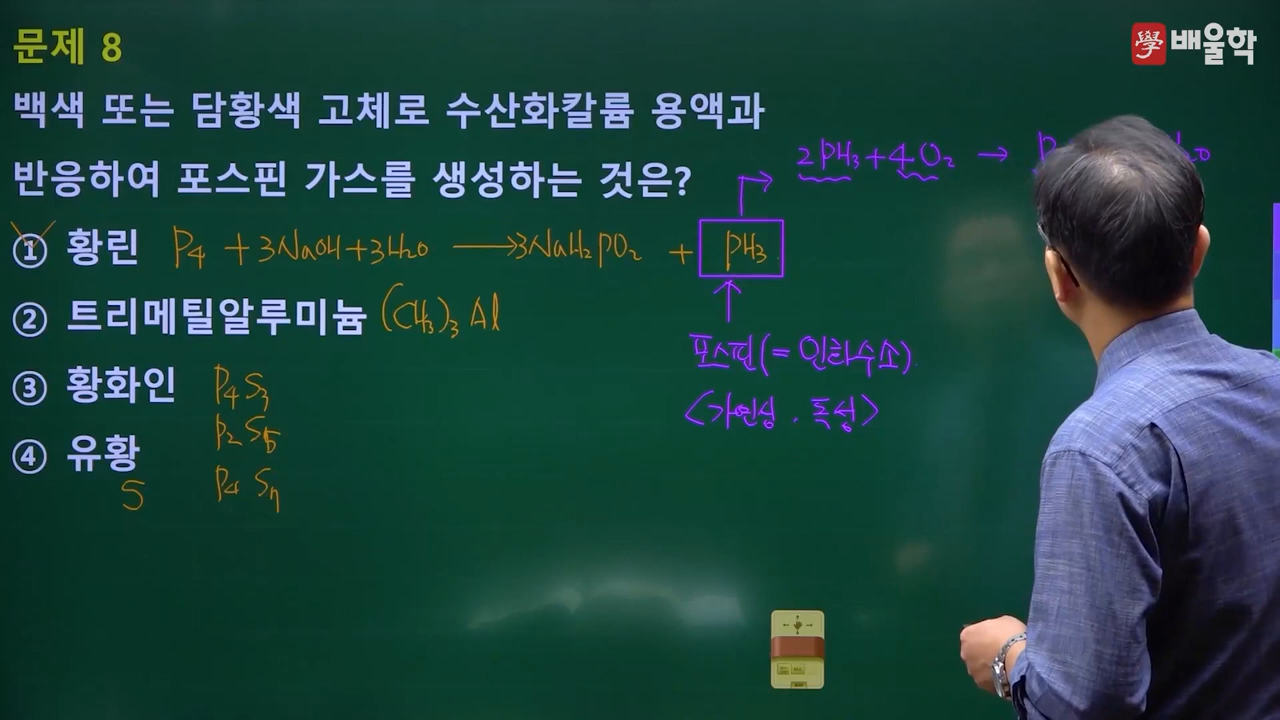 문제 8
學 배울학
백색 또는 담황색 고체로 수산화칼륨 용액과
반응하여 포스핀 가스를 생성하는 것은?
2PH₃+4O₂ →
① 황린 P₄ + 3NaOH + 3H₂O → 3NaH₂PO₂ + PH₃
② 트리메틸알루미늄 (CH₃)₃Al
포스핀(= 인화수소)
③ 황화인 P₄S₃
<가연성, 독성>
P₂S₅
④ 유황
S
P₄S₇